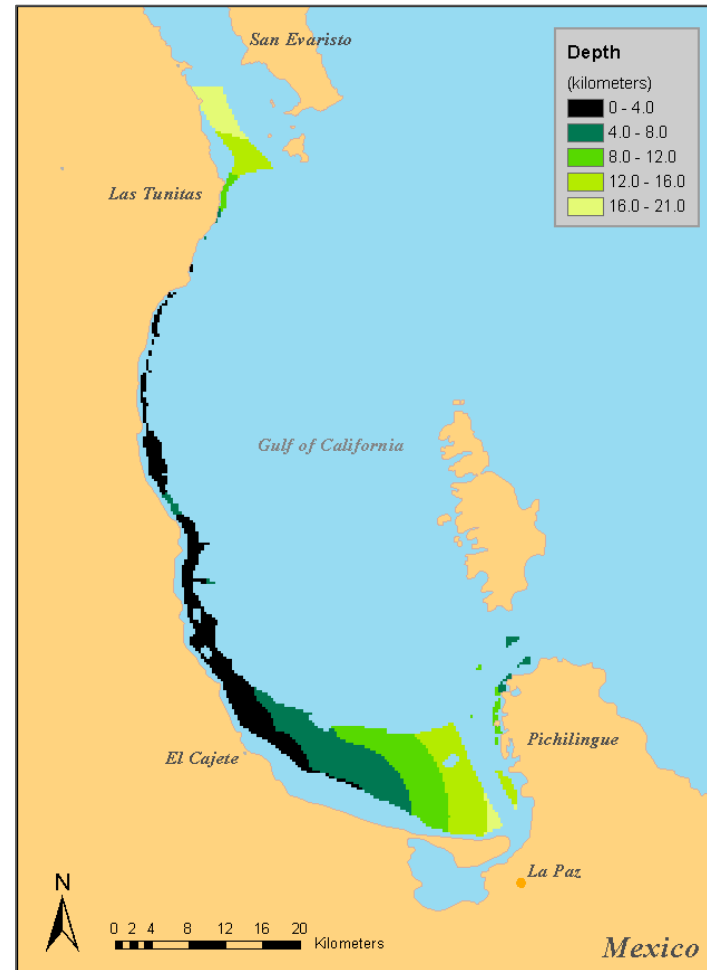 San Evaristo
Depth
(kilometers)
0 - 4.0
4.0 - 8.0
8.0 - 12.0
12.0 - 16.0
16.0 - 21.0
Las Tunitas
Gulf of California
Pichilingue
El Cajete
La Paz
N
0 2 4 8 12 16 20
Kilometers
Mexico